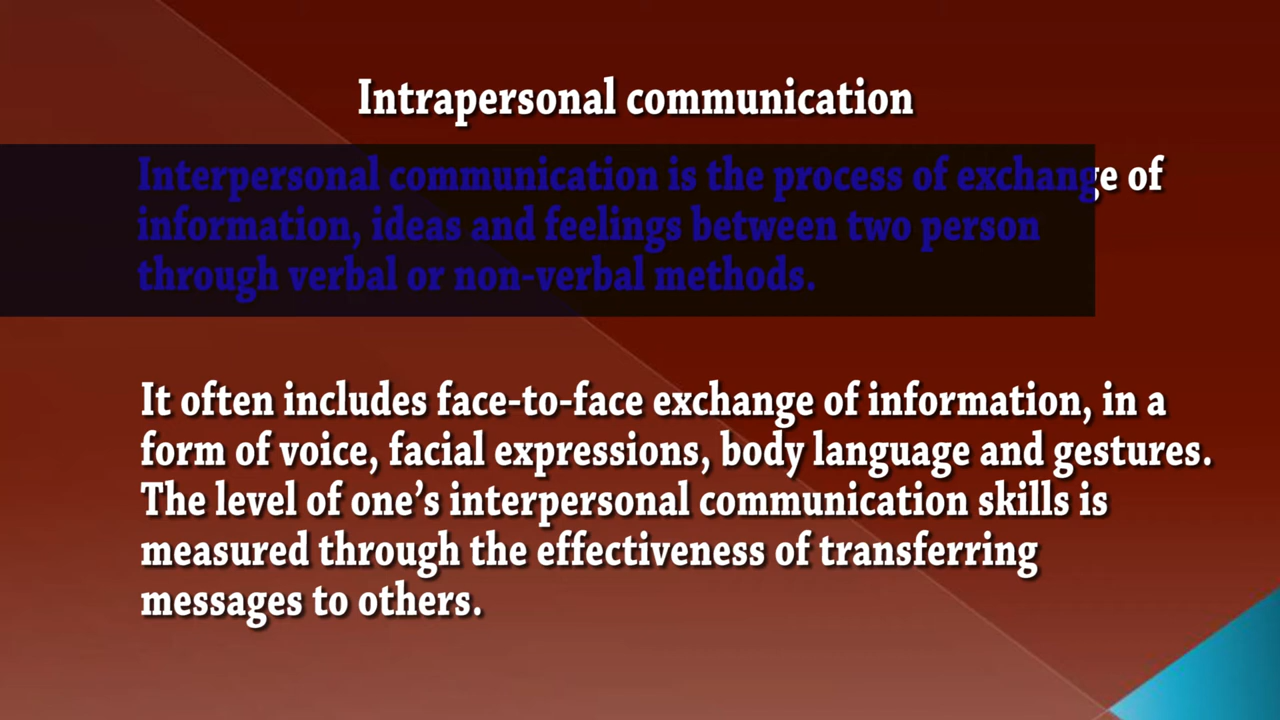 Intrapersonal communication
Interpersonal communication is the process of exchange of
information, ideas and feelings between two person
through verbal or non-verbal methods.
It often includes face-to-face exchange of information, in a
form of voice, facial expressions, body language and gestures.
The level of one’s interpersonal communication skills is
measured through the effectiveness of transferring
messages to others.